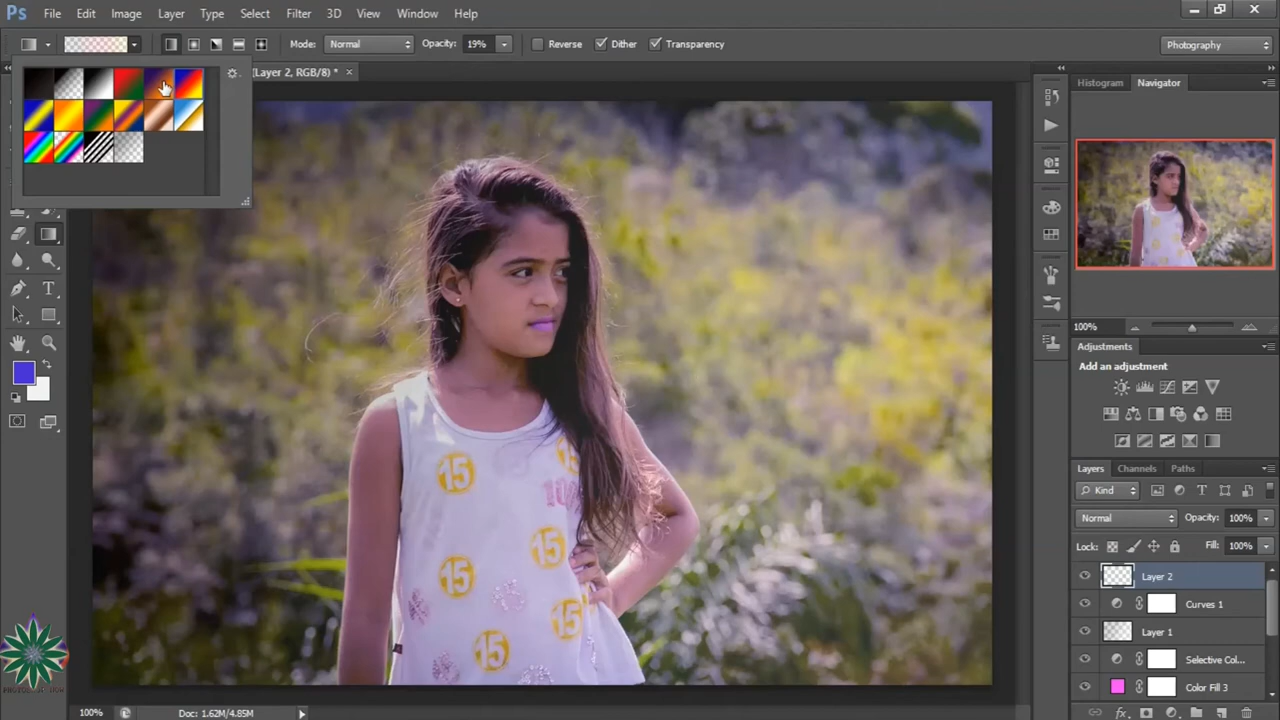 Ps File Edit Image Layer Type Select Filter 3D View Window Help
Mode: Normal Opacity: 19% Reverse Dither Transparency Photography
(Layer 2, RGB/8) * ×
Histogram Navigator
100%
Adjustments
Add an adjustment
Layers Channels Paths
Kind
Normal Opacity: 100%
Lock: Fill: 100%
Layer 2
Curves 1
Layer 1
Selective Col...
Color Fill 3
fx
T
15
15
15
15
15
15
100% Doc: 1.62M/4.85M